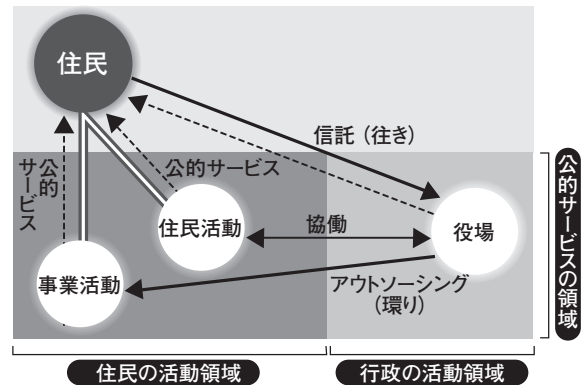 住民
信託（往き）
公的サービス
公的
サービス
住民活動
協働
役場
事業活動
アウトソーシング
（環り）
公的サービスの領域
住民の活動領域
行政の活動領域